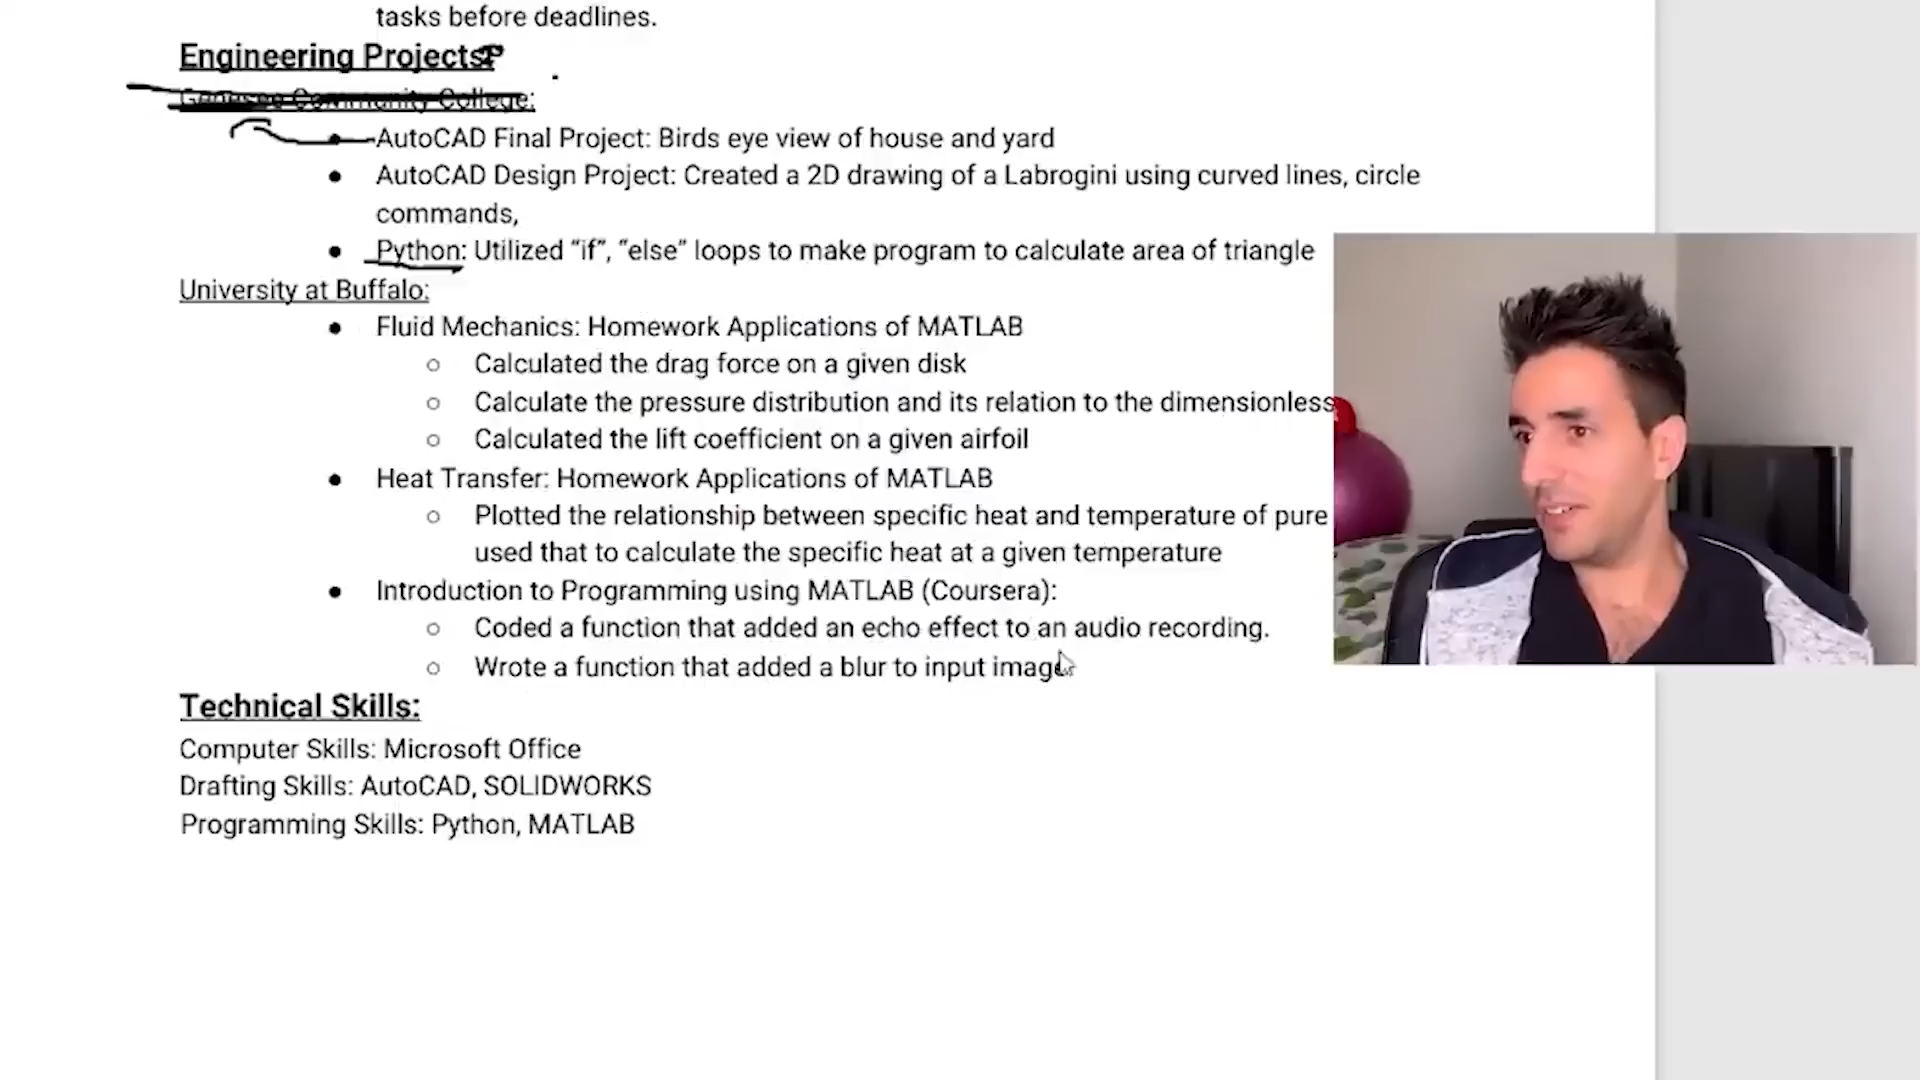 tasks before deadlines.
Engineering Projects:
Genesee Community College:
AutoCAD Final Project: Birds eye view of house and yard
AutoCAD Design Project: Created a 2D drawing of a Labrogini using curved lines, circle
commands,
Python: Utilized “if”, “else” loops to make program to calculate area of triangle
University at Buffalo:
Fluid Mechanics: Homework Applications of MATLAB
Calculated the drag force on a given disk
Calculate the pressure distribution and its relation to the dimensionless
Calculated the lift coefficient on a given airfoil
Heat Transfer: Homework Applications of MATLAB
Plotted the relationship between specific heat and temperature of pure
used that to calculate the specific heat at a given temperature
Introduction to Programming using MATLAB (Coursera):
Coded a function that added an echo effect to an audio recording.
Wrote a function that added a blur to input image
Technical Skills:
Computer Skills: Microsoft Office
Drafting Skills: AutoCAD, SOLIDWORKS
Programming Skills: Python, MATLAB